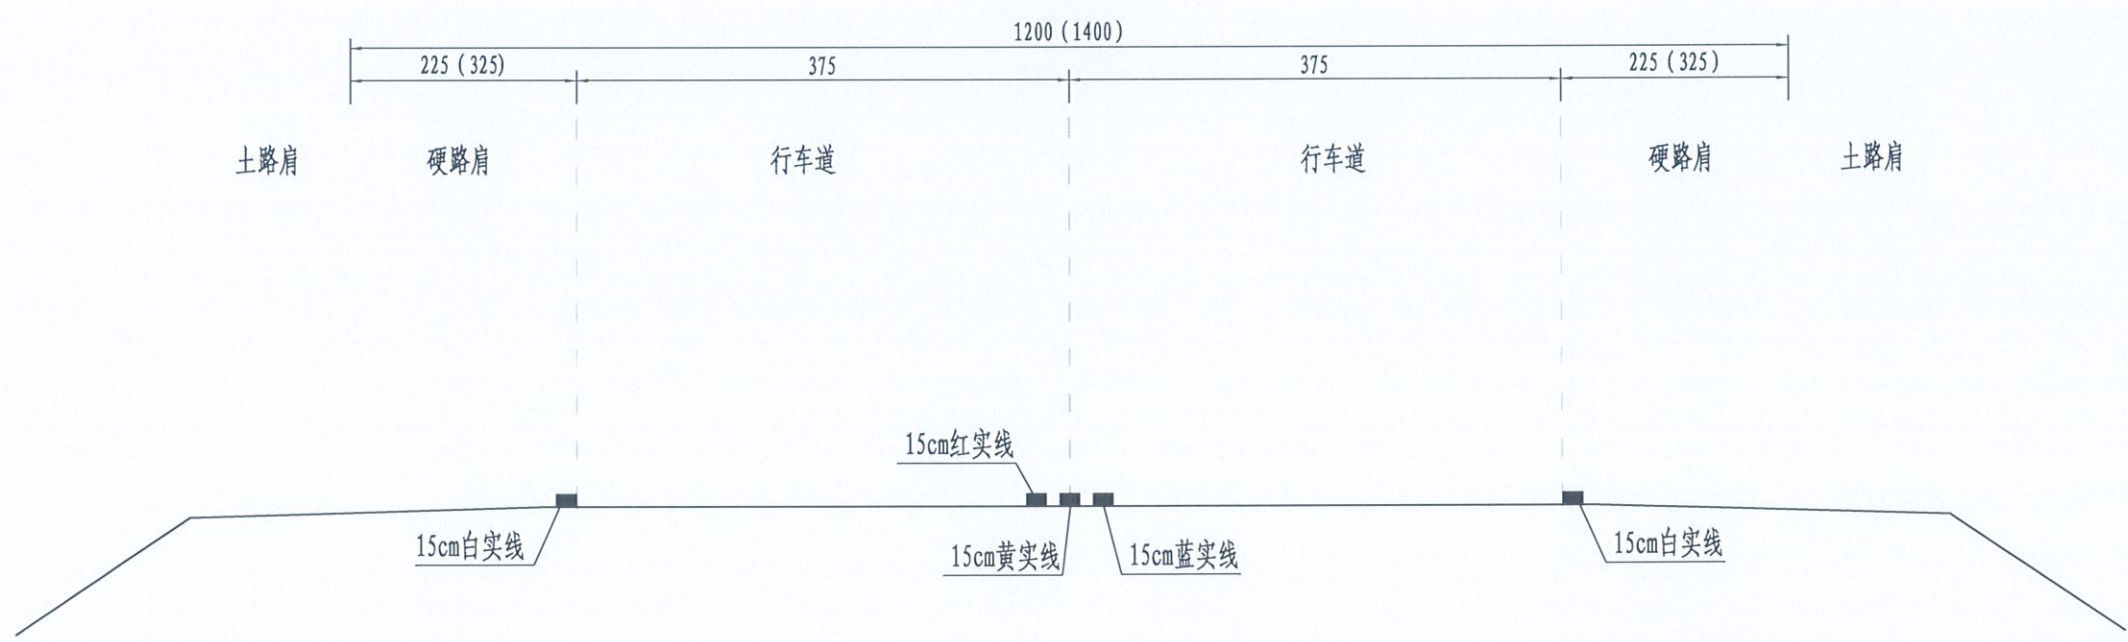 1200(1400)
225(325)
375
375
225(325)
土路肩
硬路肩
行车道
行车道
硬路肩
土路肩
15cm红实线
15cm白实线
15cm黄实线
15cm蓝实线
15cm白实线